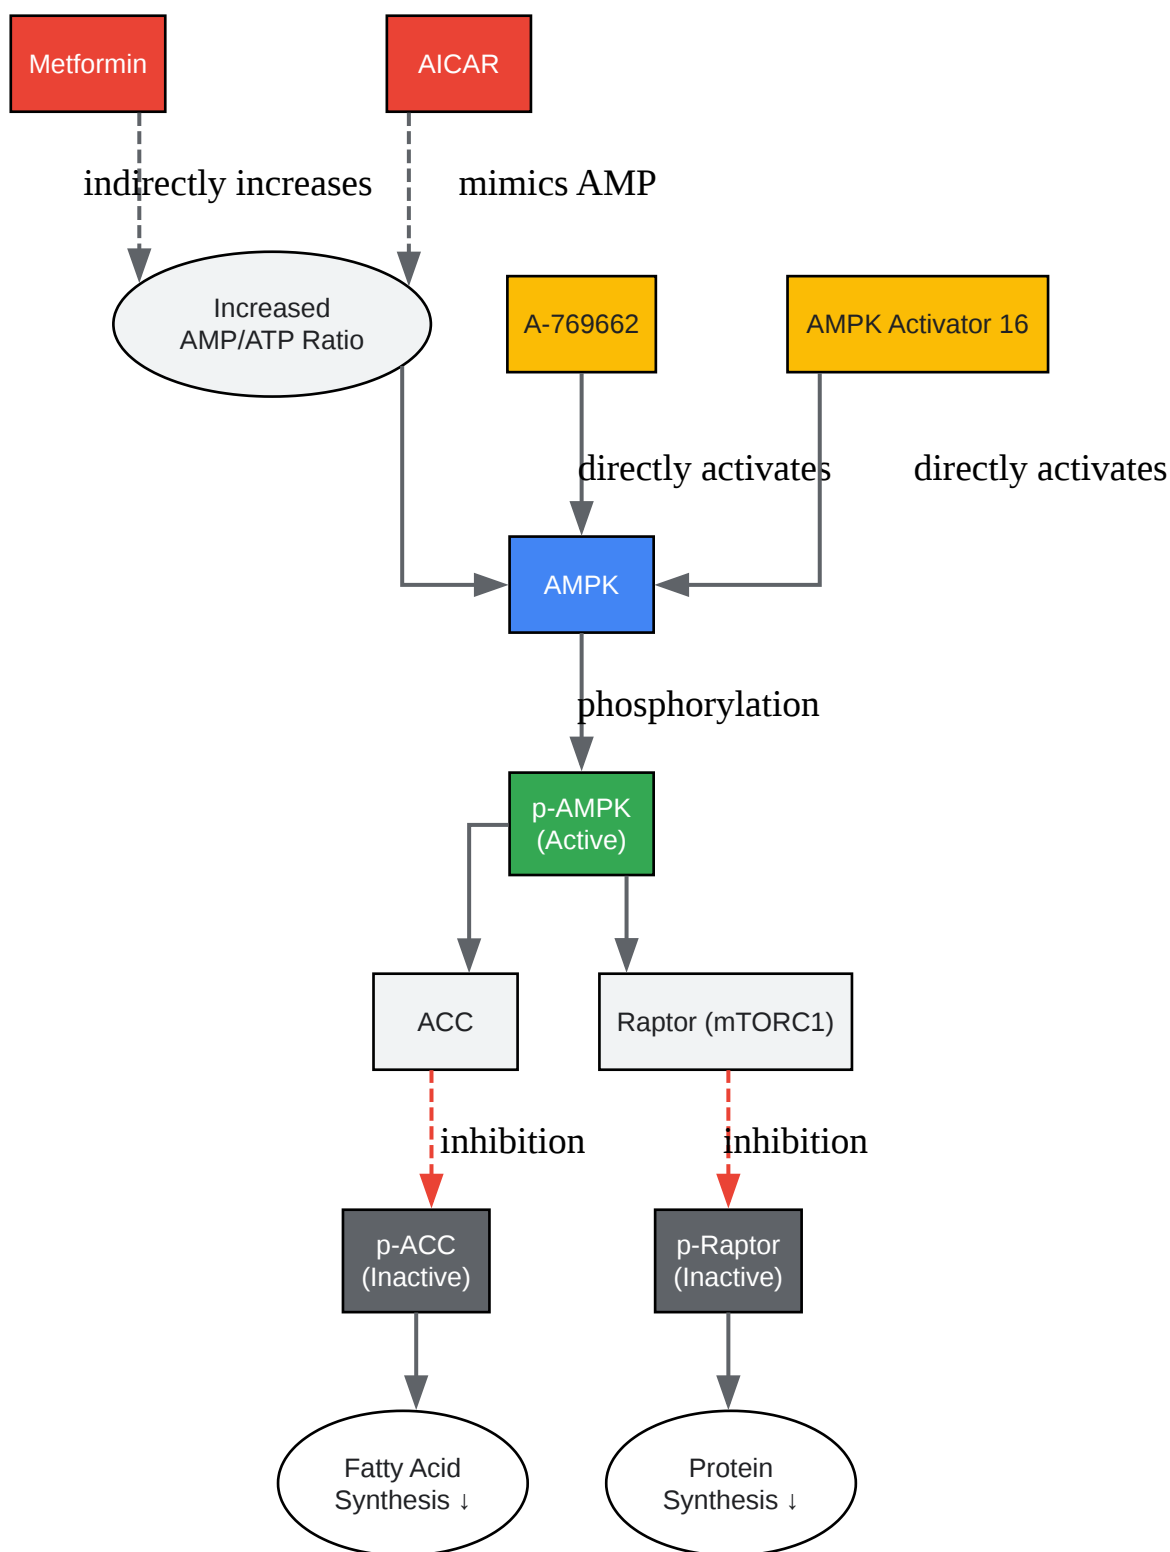 Metformin
AICAR
indirectly increases
mimics AMP
Increased
AMP/ATP Ratio
A-769662
AMPK Activator 16
directly activates
directly activates
AMPK
phosphorylation
p-AMPK
(Active)
ACC
Raptor (mTORC1)
inhibition
inhibition
p-ACC
(Inactive)
p-Raptor
(Inactive)
Fatty Acid
Synthesis ↓
Protein
Synthesis ↓